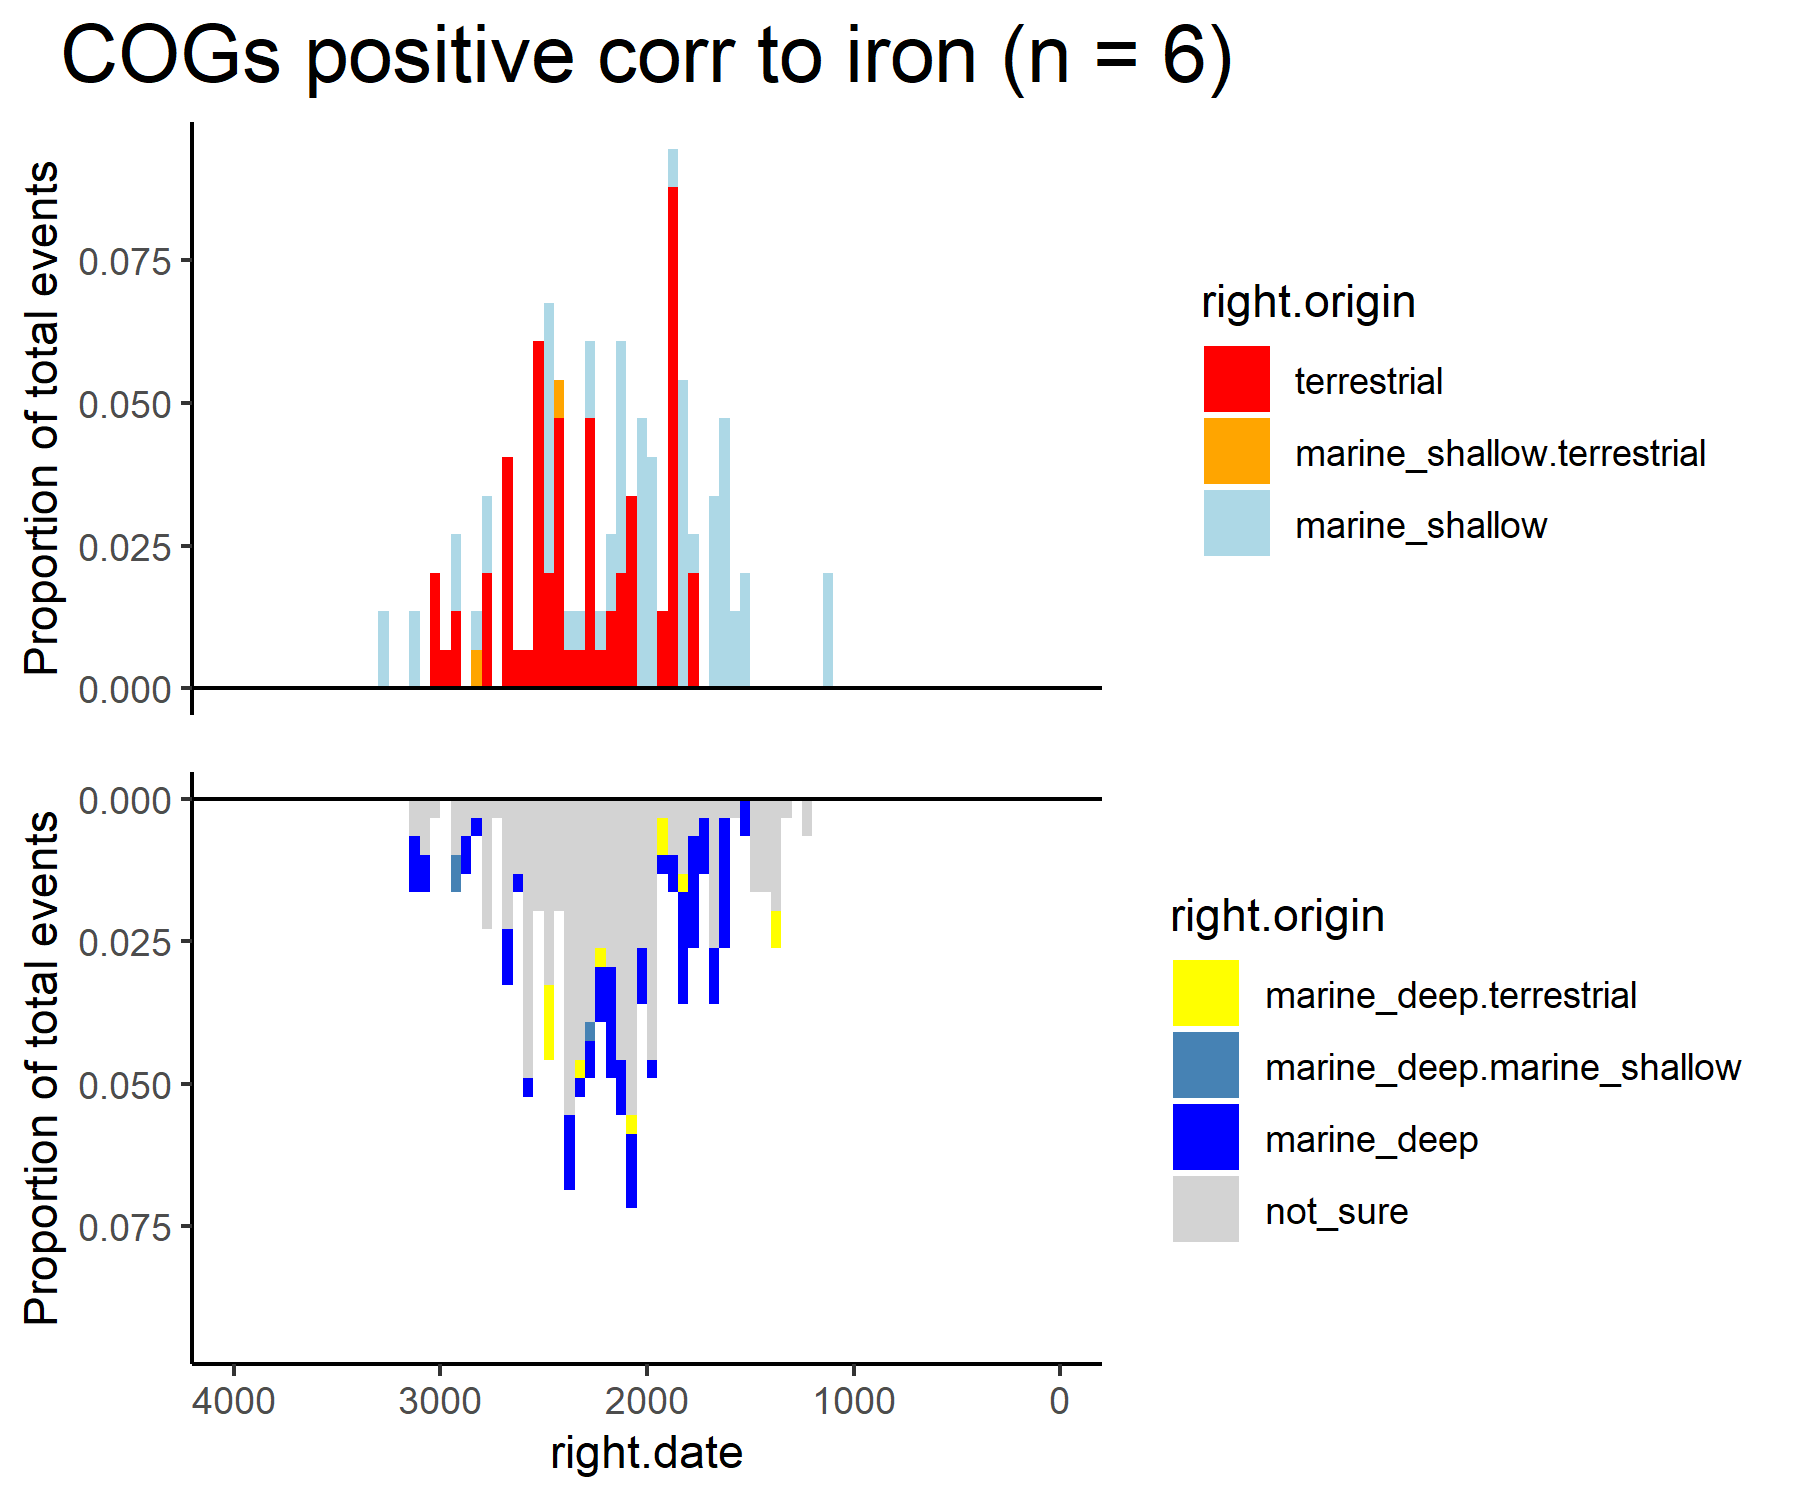 COGs positive corr to iron (n = 6)
Proportion of total events
0.075
0.050
0.025
0.000
right.origin
terrestrial
marine_shallow.terrestrial
marine_shallow
Proportion of total events
0.000
0.025
0.050
0.075
4000 3000 2000 1000 0
right.date
right.origin
marine_deep.terrestrial
marine_deep.marine_shallow
marine_deep
not_sure